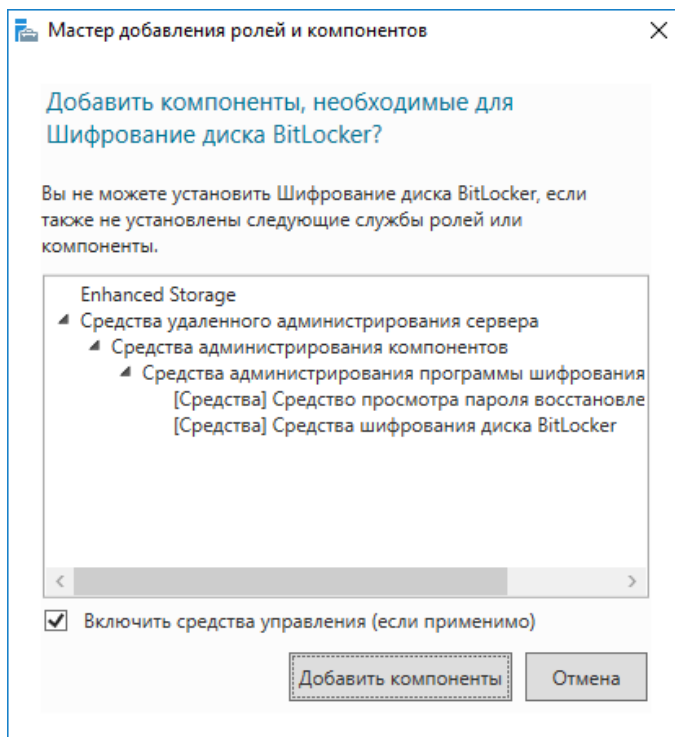 Мастер добавления ролей и компонентов
Добавить компоненты, необходимые для
Шифрование диска BitLocker?
Вы не можете установить Шифрование диска BitLocker, если
также не установлены следующие службы ролей или
компоненты.
Enhanced Storage
Средства удаленного администрирования сервера
Средства администрирования компонентов
Средства администрирования программы шифрования
[Средства] Средство просмотра пароля восстановле
[Средства] Средства шифрования диска BitLocker
Включить средства управления (если применимо)
Добавить компоненты
Отмена